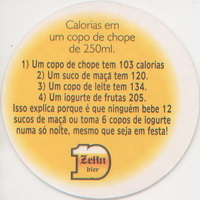 Calorias em
um copo de chope
de 250ml.
1) Um copo de chope tem 103 calorias
2) Um suco de maçã tem 120.
3) Um copo de leite tem 134.
4) Um iogurte de frutas 205.
Isso explica porque é que ninguém bebe 12
sucos de maçã ou toma 6 copos de iogurte
numa só noite, mesmo que seja em festa!
10
Zehn
bier